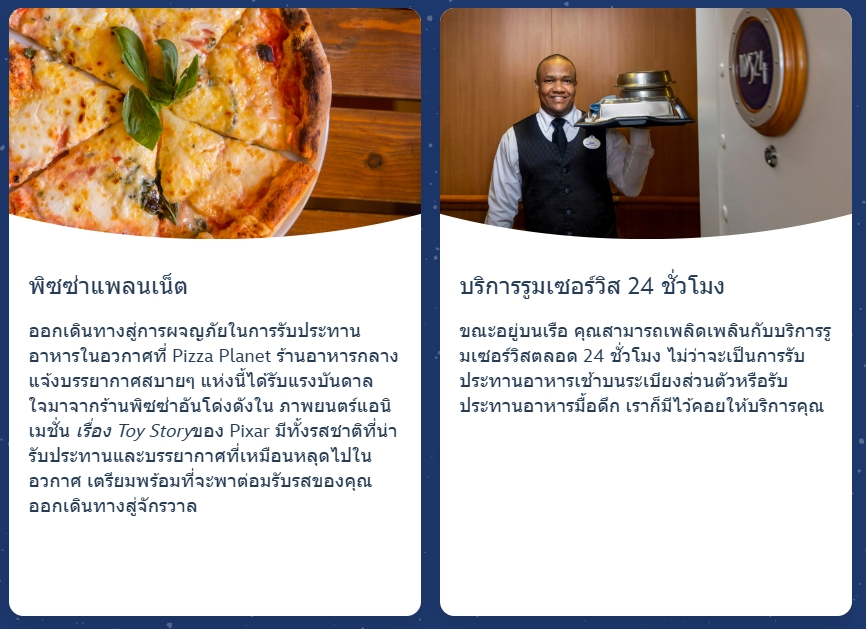 พิซซ่าแพลนเน็ต
ออกเดินทางสู่การผจญภัยในการรับประทาน
อาหารในอวกาศที่ Pizza Planet ร้านอาหารกลาง
แจ้งบรรยากาศสบายๆ แห่งนี้ได้รับแรงบันดาล
ใจมาจากร้านพิซซ่าอันโด่งดังใน ภาพยนตร์แอนิ
เมชั่น เรื่อง Toy Storyของ Pixar มีทั้งรสชาติที่น่า
รับประทานและบรรยากาศที่เหมือนหลุดไปใน
อวกาศ เตรียมพร้อมที่จะพาต่อมรับรสของคุณ
ออกเดินทางสู่จักรวาล
บริการรูมเซอร์วิส 24 ชั่วโมง
ขณะอยู่บนเรือ คุณสามารถเพลิดเพลินกับบริการรู
มเซอร์วิสตลอด 24 ชั่วโมง ไม่ว่าจะเป็นการรับ
ประทานอาหารเช้าบนระเบียงส่วนตัวหรือรับ
ประทานอาหารมื้อดึก เราก็มีไว้คอยให้บริการคุณ